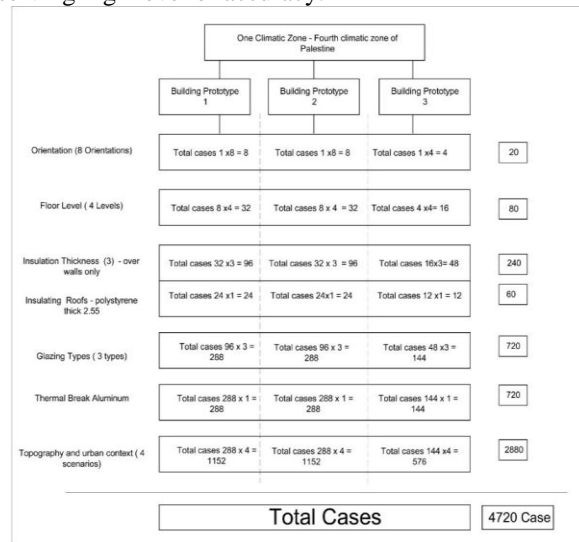 One Climatic Zone - Fourth climatic zone of
Palestine
Building Prototype
1
Building Prototype
2
Building Prototype
3
Orientation (8 Orientations)
Total cases 1 x8 = 8
Total cases 1 x8 = 8
Total cases 1 x4 = 4
20
Floor Level ( 4 Levels)
Total cases 8 x4 = 32
Total cases 8 x 4 = 32
Total cases 4 x4= 16
80
Insulation Thickness (3) - over
walls only
Total cases 32 x3 = 96
Total cases 32 x 3 = 96
Total cases 16x3= 48
240
Insulating Roofs - polystyrene
thick 2.55
Total cases 24 x1 = 24
Total cases 24x1 = 24
Total cases 12 x1 = 12
60
Glazing Types ( 3 types)
Total cases 96 x 3 =
288
Total cases 96 x 3 =
288
Total cases 48 x3 =
144
720
Thermal Break Aluminum
Total cases 288 x 1 =
288
Total cases 288 x 1 =
288
Total cases 144 x 1 =
144
720
Topography and urban context ( 4
scenarios)
Total cases 288 x 4 =
1152
Total cases 288 x 4 =
1152
Total cases 144 x4 =
576
2880
Total Cases
4720 Case